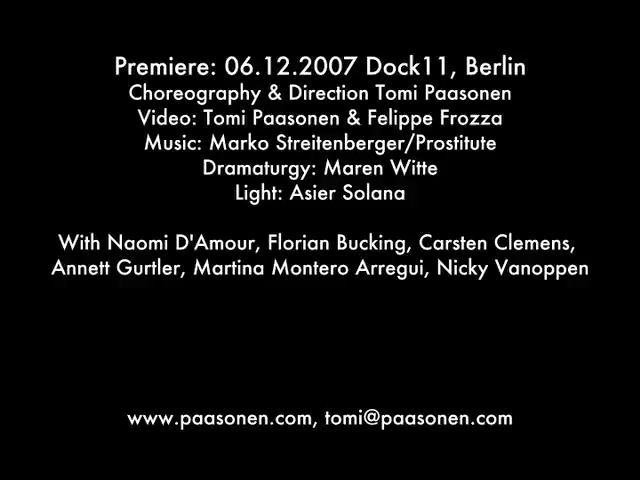 Premiere: 06.12.2007 Dock11, Berlin
Choreography & Direction Tomi Paasonen
Video: Tomi Paasonen & Felippe Frozza
Music: Marko Streitenberger/Prostitute
Dramaturgy: Maren Witte
Light: Asier Solana
With Naomi D'Amour, Florian Bucking, Carsten Clemens,
Annett Gurtler, Martina Montero Arregui, Nicky Vanoppen
www.paasonen.com, tomi@paasonen.com